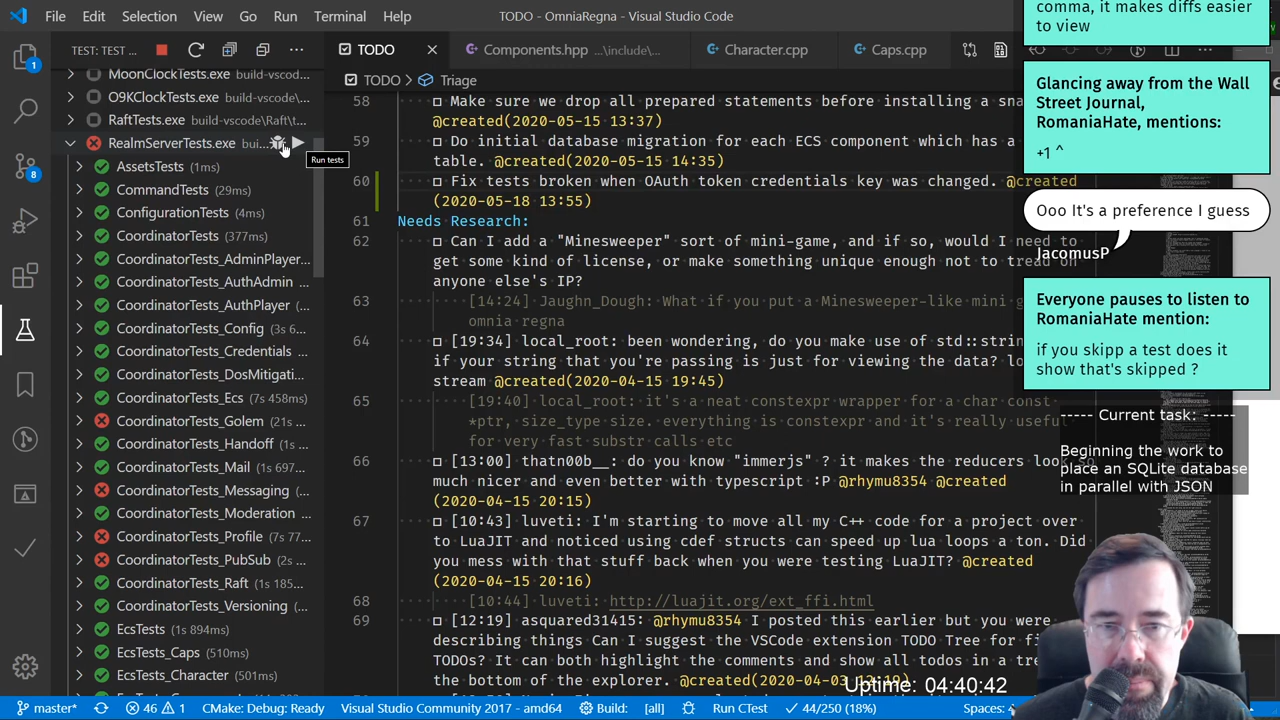 File Edit Selection View Go Run Terminal Help
TODO - OmniaRegna - Visual Studio Code
TEST: TEST ...
TODO
Components.hpp ...\include\...
Character.cpp
Caps.cpp
TODO > Triage
1
8
MoonClockTests.exe build-vscod...
O9KClockTests.exe build-vscode\...
RaftTests.exe build-vscode\Raft\t...
RealmServerTests.exe bui...
Run tests
AssetsTests (1ms)
CommandTests (29ms)
ConfigurationTests (4ms)
CoordinatorTests (377ms)
CoordinatorTests_AdminPlayer...
CoordinatorTests_AuthAdmin ...
CoordinatorTests_AuthPlayer ...
CoordinatorTests_Config (3s 6...
CoordinatorTests_Credentials ...
CoordinatorTests_DosMitigati...
CoordinatorTests_Ecs (7s 458ms)
CoordinatorTests_Golem (21s ...
CoordinatorTests_Handoff (1s ...
CoordinatorTests_Mail (1s 697...
CoordinatorTests_Messaging ...
CoordinatorTests_Moderation ...
CoordinatorTests_Profile (7s 77...
CoordinatorTests_PubSub (2s ...
CoordinatorTests_Raft (1s 185...
CoordinatorTests_Versioning ...
EcsTests (1s 894ms)
EcsTests_Caps (510ms)
EcsTests_Character (501ms)
58 Make sure we drop all prepared statements before installing a sna
@created(2020-05-15 13:37)
59 Do initial database migration for each ECS component which has a
table. @created(2020-05-15 14:35)
60 Fix tests broken when OAuth token credentials key was changed. @created
(2020-05-18 13:55)
61 Needs Research:
62 Can I add a "Minesweeper" sort of mini-game, and if so, would I need to
get some kind of license, or make something unique enough not to tread on
anyone else's IP?
63 [14:24] Jaughn_Dough: What if you put a Minesweeper-like mini g
omnia regna
64 [19:34] local_root: been wondering, do you make use of std::strin
if your string that you're passing is just for viewing the data? lo
stream @created(2020-04-15 19:45)
65 [19:40] local_root: it's a neat constexpr wrapper for a char const
*ptr, size_type size. everything is constexpr and it's really useful
for very fast substr calls etc
66 thatn00b__: do you know "immerjs" ? it makes the reducers look so
much nicer and even better with typescript :P @rhymu8354 @created
(2020-04-15 20:15)
67 luveti: I'm starting to move all my C++ code for a project over
to LuaJIT and noticed using cdef structs can speed up the loops a ton. Did
you mess with the stuff back when you were testing LuaJIT? @created
(2020-05-15 20:18)
68 luveti: http://luajit.org/ext_ffi.html
69 [12:19] asquared31415: @rhymu8354 I posted this earlier but you were
describing things Can I suggest the VSCode extension TODO Tree for fi
TODOs? It can both highlight the comments and show all todos in a tre
the bottom of the explorer.
comma, it makes diffs easier
to view
Glancing away from the Wall
Street Journal,
RomaniaHate, mentions:
+1 ^
Ooo It's a preference I guess
JacomusP
Everyone pauses to listen to
RomaniaHate mention:
if you skipp a test does it
show that's skipped ?
----- Current task: -----
Beginning the work to
place an SQLite database
in parallel with JSON
Uptime: 04:40:42
master* 46 1 CMake: Debug: Ready Visual Studio Community 2017 - amd64 Build: [all] Run CTest 44/250 (18%) Spaces: